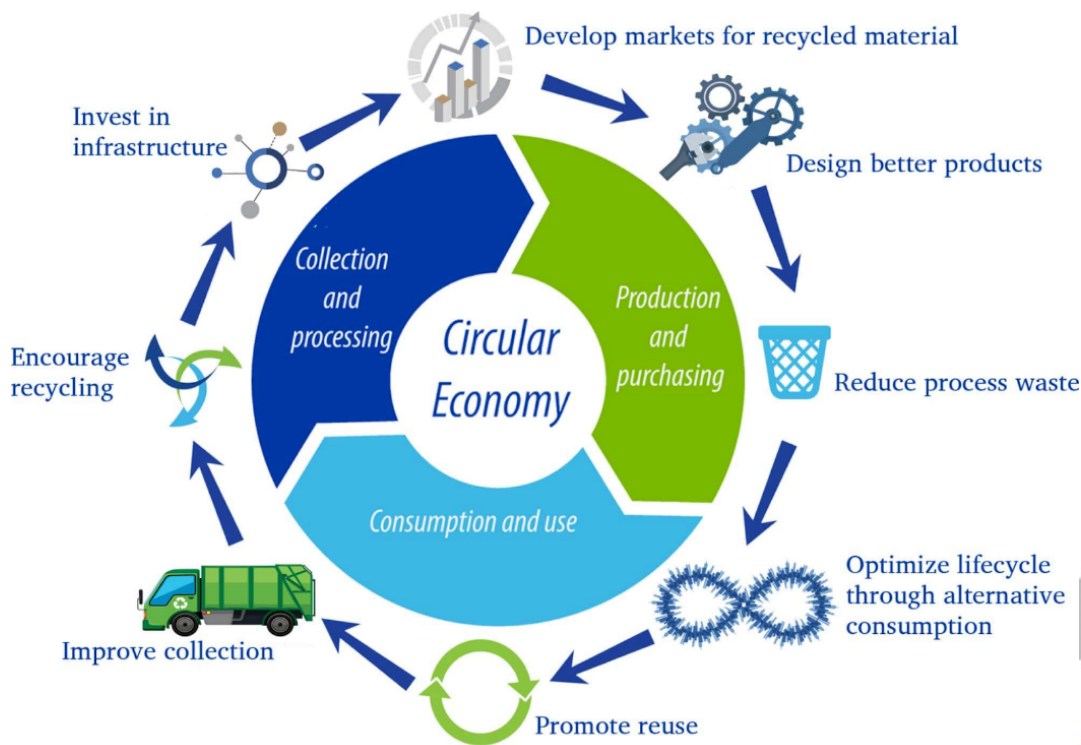 Develop markets for recycled material
Invest in
infrastructure
Design better products
Collection
and
processing
Production
and
purchasing
Circular
Economy
Encourage
recycling
Reduce process waste
Consumption and use
Optimize lifecycle
through alternative
consumption
Improve collection
Promote reuse